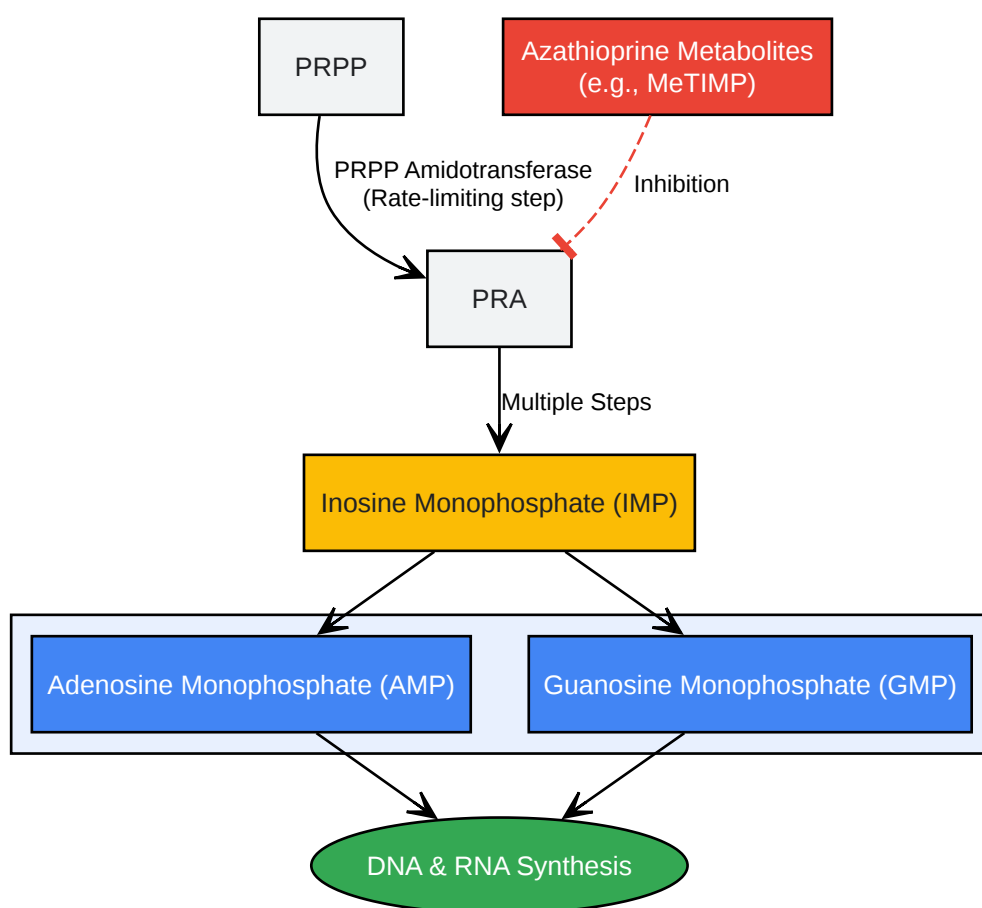 PRPP
Azathioprine Metabolites
(e.g., MeTIMP)
PRPP Amidotransferase
(Rate-limiting step)
Inhibition
PRA
Multiple Steps
Inosine Monophosphate (IMP)
Adenosine Monophosphate (AMP)
Guanosine Monophosphate (GMP)
DNA & RNA Synthesis